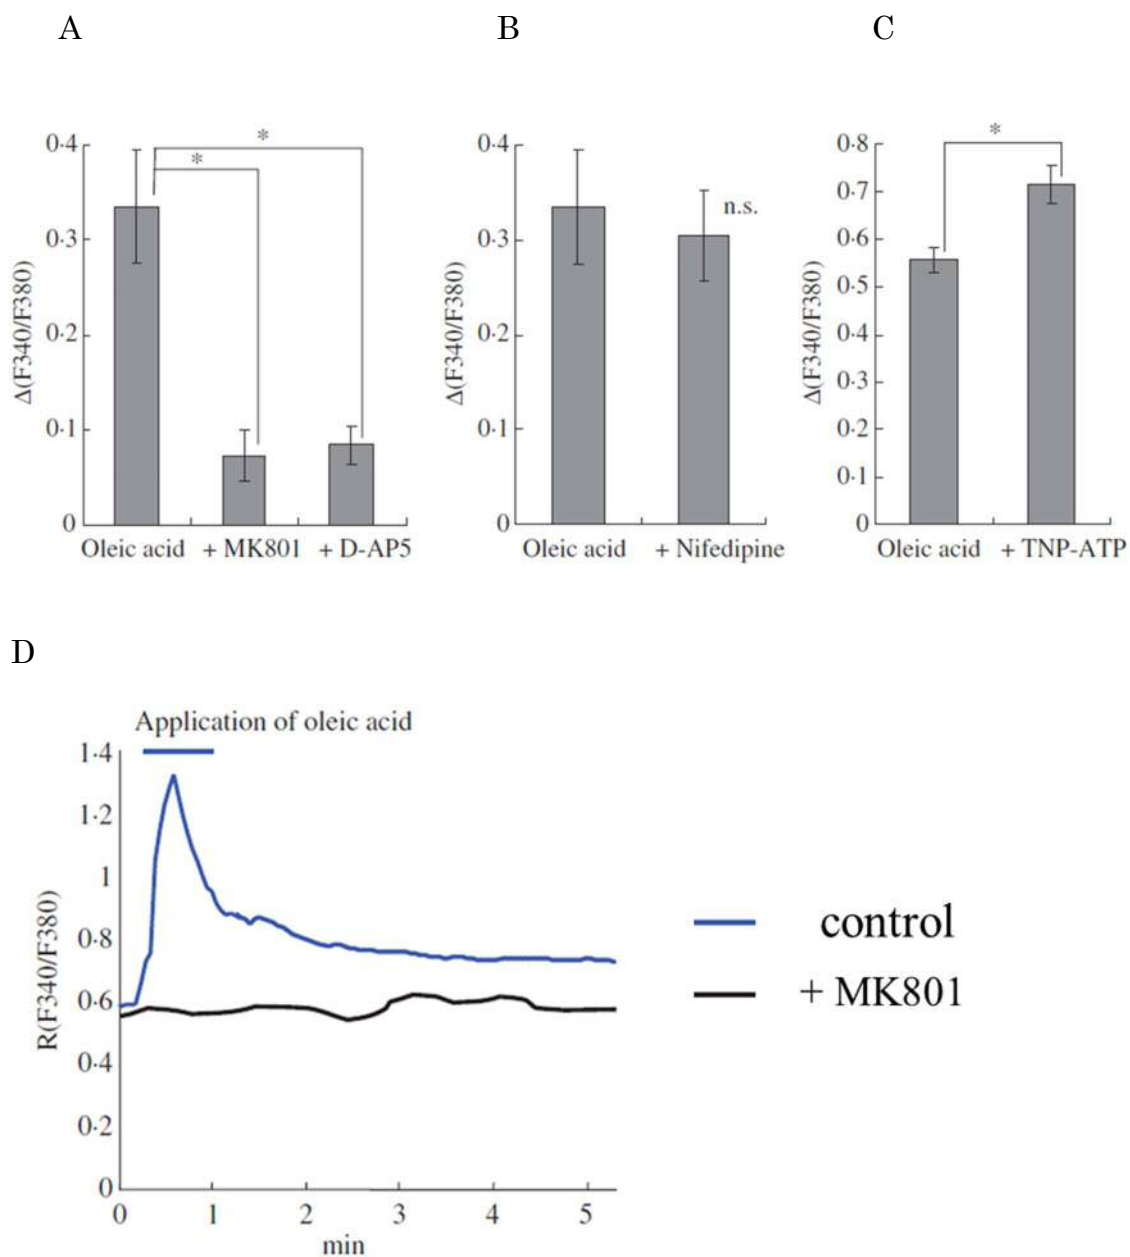 A
B
C
Δ(F340/F380)
0·4
0·3
0·2
0·1
0
*
*
Oleic acid + MK801 + D-AP5
Δ(F340/F380)
0·4
0·3
0·2
0·1
0
n.s.
Oleic acid + Nifedipine
Δ(F340/F380)
0·8
0·7
0·6
0·5
0·4
0·3
0·2
0·1
0
*
Oleic acid + TNP-ATP
D
Application of oleic acid
R(F340/F380)
1·4
1·2
1
0·8
0·6
0·4
0·2
0
0 1 2 3 4 5
min
control
+ MK801